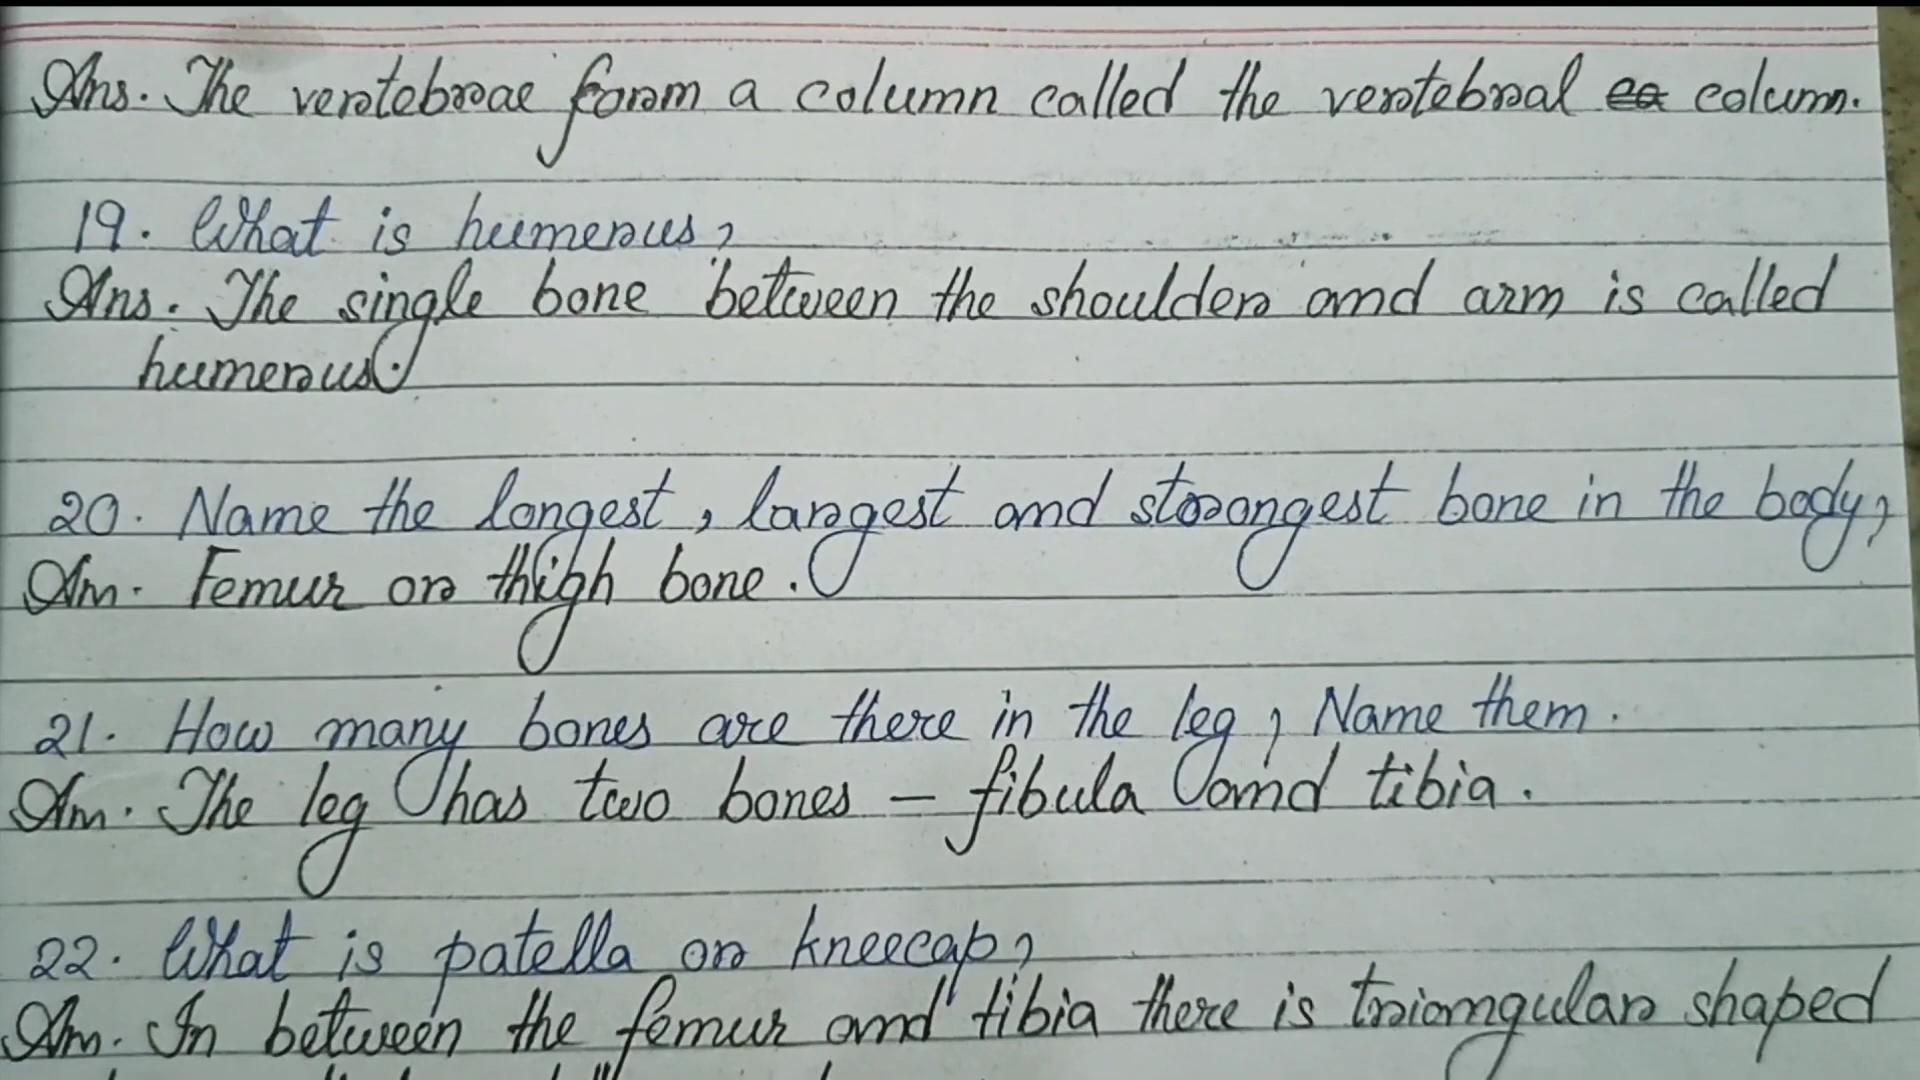 Ans. The vertebrae form a column called the vertebral ca column.
19. What is humerus?
Ans. The single bone between the shoulder and arm is called
humerus.
20. Name the longest, largest and strongest bone in the body?
Ans. Femur or thigh bone.
21. How many bones are there in the leg? Name them.
Ans. The leg has two bones – fibula and tibia.
22. What is patella or kneecap?
Ans. In between the femur and tibia there is triangular shaped